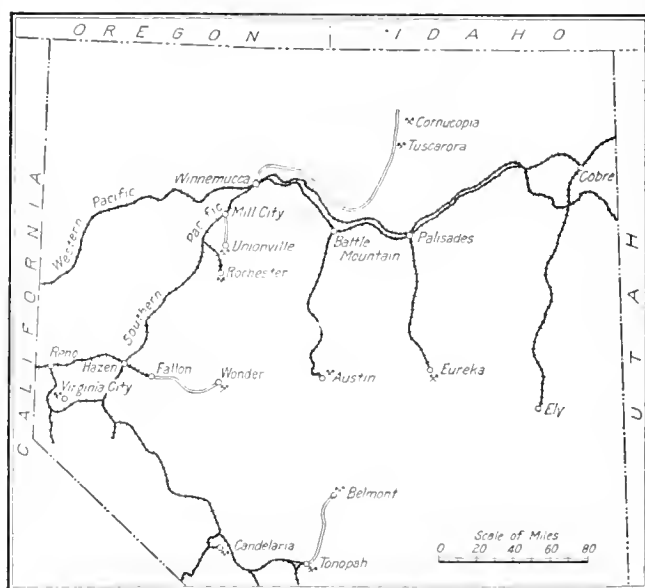 OREGON
IDAHO
Cornucopia
Tuscarora
Winnemucca
Cobre
Western Pacific
Mill City
CALIFORNIA
Southern Pacific
Unionville
Battle Mountain
Palisades
Rochester
UTAH
Reno
Hazen
Fallon
Wonder
Austin
Eureka
Virginia City
Ely
Belmont
Scale of Miles
0 20 40 60 80
Candelaria
Tonopah